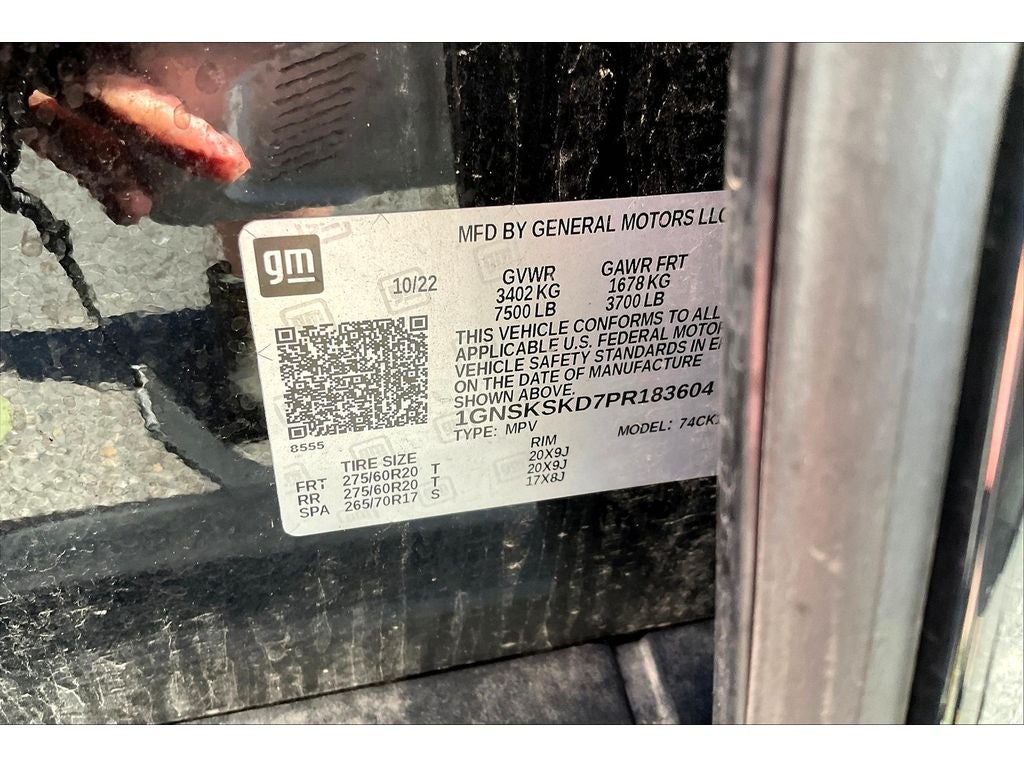 gm
MFD BY GENERAL MOTORS LLC
10/22
GVWR GAWR FRT
3402 KG 1678 KG
7500 LB 3700 LB
THIS VEHICLE CONFORMS TO ALL
APPLICABLE U.S. FEDERAL MOTOR
VEHICLE SAFETY STANDARDS IN E
ON THE DATE OF MANUFACTURE
SHOWN ABOVE.
1GNSKSKD7PR183604
TYPE: MPV MODEL: 74CK
8555
TIRE SIZE RIM
FRT 275/60R20 T 20X9J
RR 275/60R20 T 20X9J
SPA 265/70R17 S 17X8J